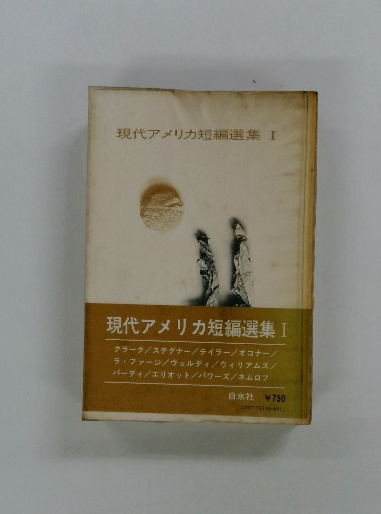 現代アメリカ短編選集 I
現代アメリカ短編選集 I
クラーク／ステグナー／テイラー／オコナー／
ラ・ファージ／ウェルティ／ウィリアムズ／
パーディ／エリオット／パワーズ／ネムロフ
白水社 ￥750